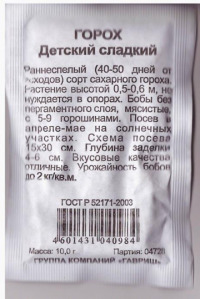 ГОРОХ
Детский сладкий
Раннеспелый (40-50 дней от
всходов) сорт сахарного гороха.
Растение высотой 0,5-0,6 м, не
нуждается в опорах. Бобы без
пергаментного слоя, мясистые,
с 5-9 горошинами. Посев в
апреле-мае на солнечных
участках. Схема посева
15х30 см. Глубина заделки
4-6 см. Вкусовые качества
отличные. Урожайность бобов
до 2 кг/кв.м.
ГОСТ Р 52171-2003
4 601431 040984
Масса: 10,0 г. Партия: 04728
ГРУППА КОМПАНИЙ «ГАВРИШ»